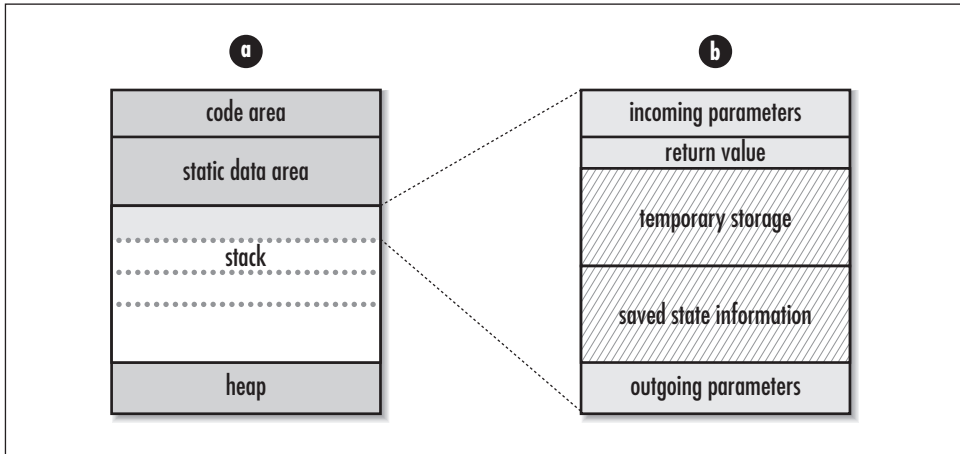 a
code area
static data area
stack
heap
b
incoming parameters
return value
temporary storage
saved state information
outgoing parameters